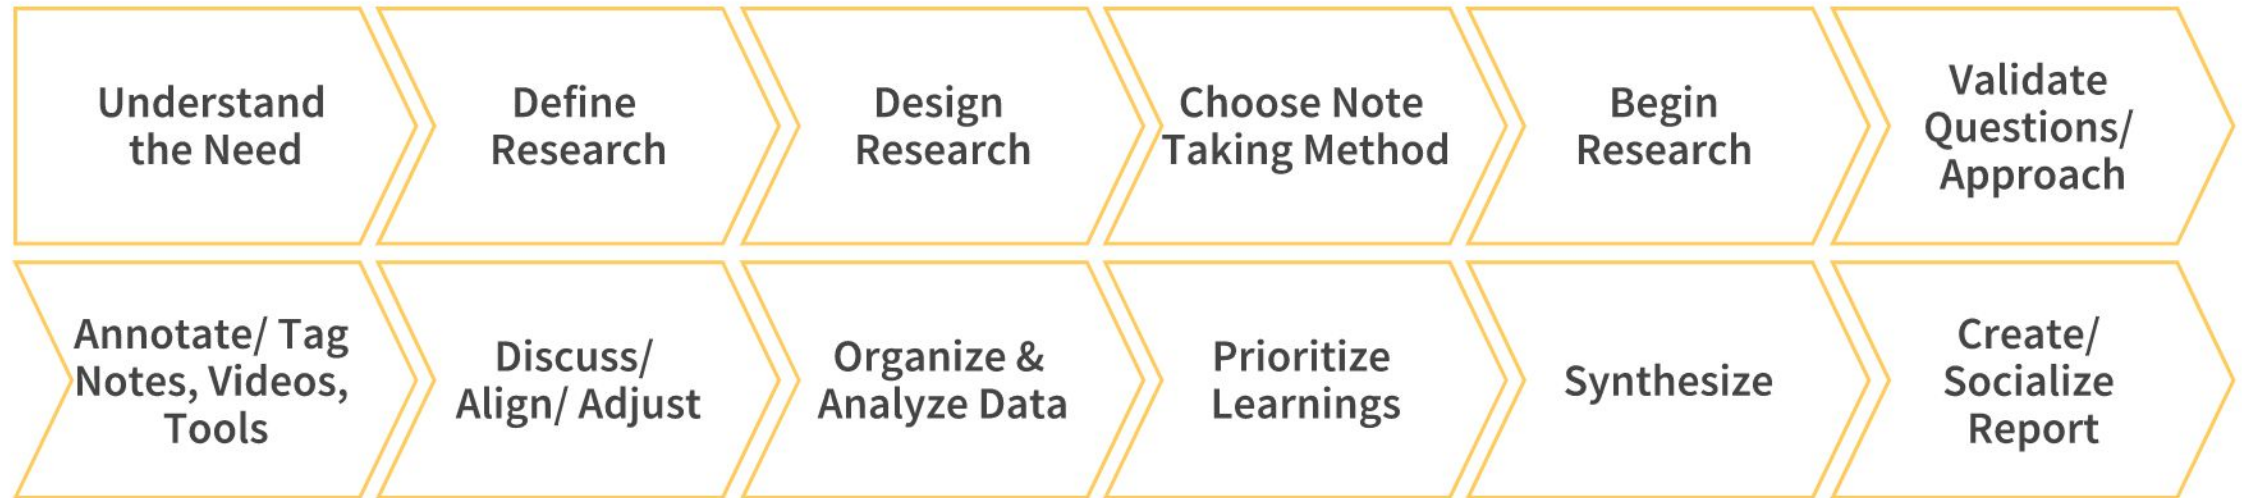 Understand
the Need
Define
Research
Design
Research
Choose Note
Taking Method
Begin
Research
Validate
Questions/
Approach
Annotate/ Tag
Notes, Videos,
Tools
Discuss/
Align/ Adjust
Organize &
Analyze Data
Prioritize
Learnings
Synthesize
Create/
Socialize
Report